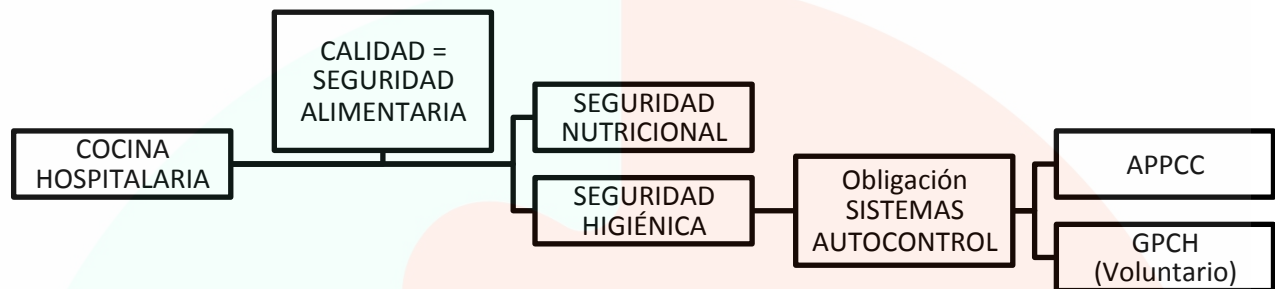 COCINA
HOSPITALARIA
CALIDAD =
SEGURIDAD
ALIMENTARIA
SEGURIDAD
NUTRICIONAL
SEGURIDAD
HIGIÉNICA
Obligación
SISTEMAS
AUTOCONTROL
APPCC
GPCH
(Voluntario)